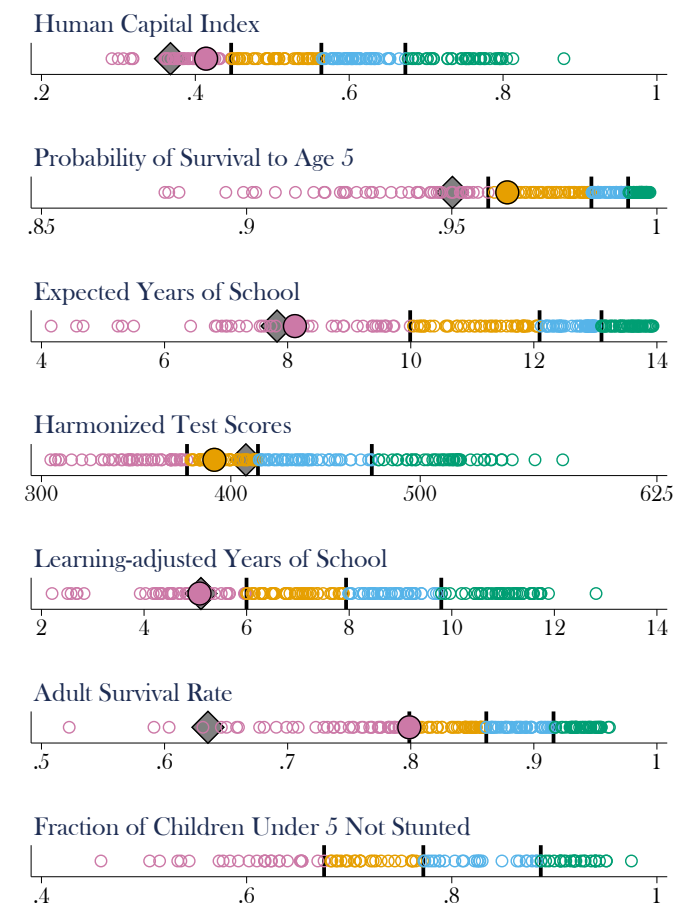 Human Capital Index
.2 .4 .6 .8 1
Probability of Survival to Age 5
.85 .9 .95 1
Expected Years of School
4 6 8 10 12 14
Harmonized Test Scores
300 400 500 625
Learning-adjusted Years of School
2 4 6 8 10 12 14
Adult Survival Rate
.5 .6 .7 .8 .9 1
Fraction of Children Under 5 Not Stunted
.4 .6 .8 1